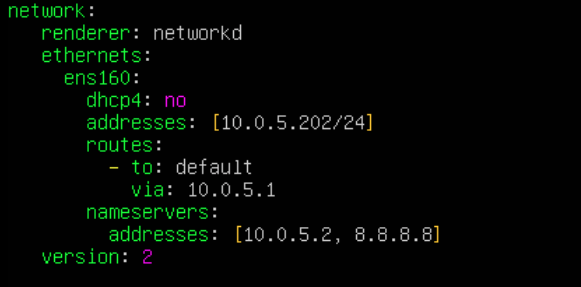 network:
   renderer: networkd
   ethernets:
     ens160:
       dhcp4: no
       addresses: [10.0.5.202/24]
       routes:
         - to: default
           via: 10.0.5.1
       nameservers:
         addresses: [10.0.5.2, 8.8.8.8]
   version: 2